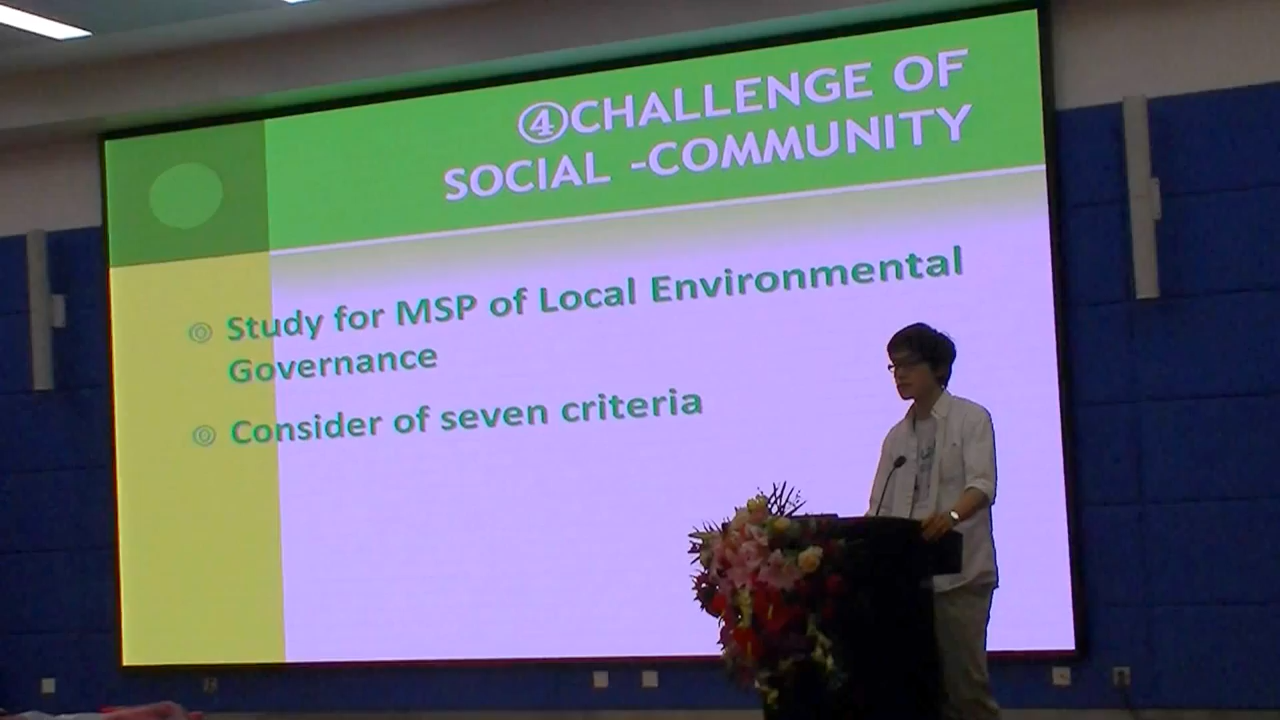 ④CHALLENGE OF
SOCIAL -COMMUNITY
Study for MSP of Local Environmental
Governance
Consider of seven criteria